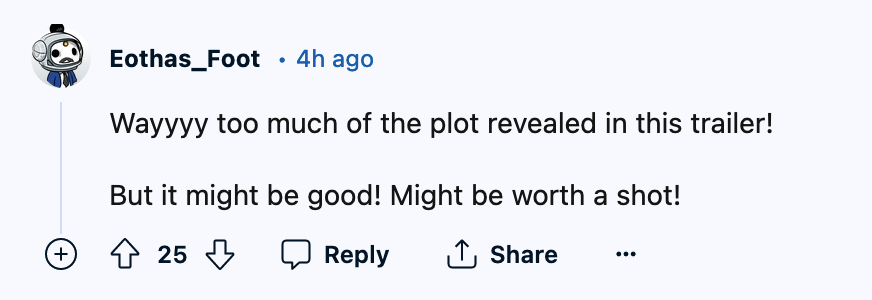 Eothas_Foot • 4h ago
Wayyyy too much of the plot revealed in this trailer!
But it might be good! Might be worth a shot!
25 Reply Share ...